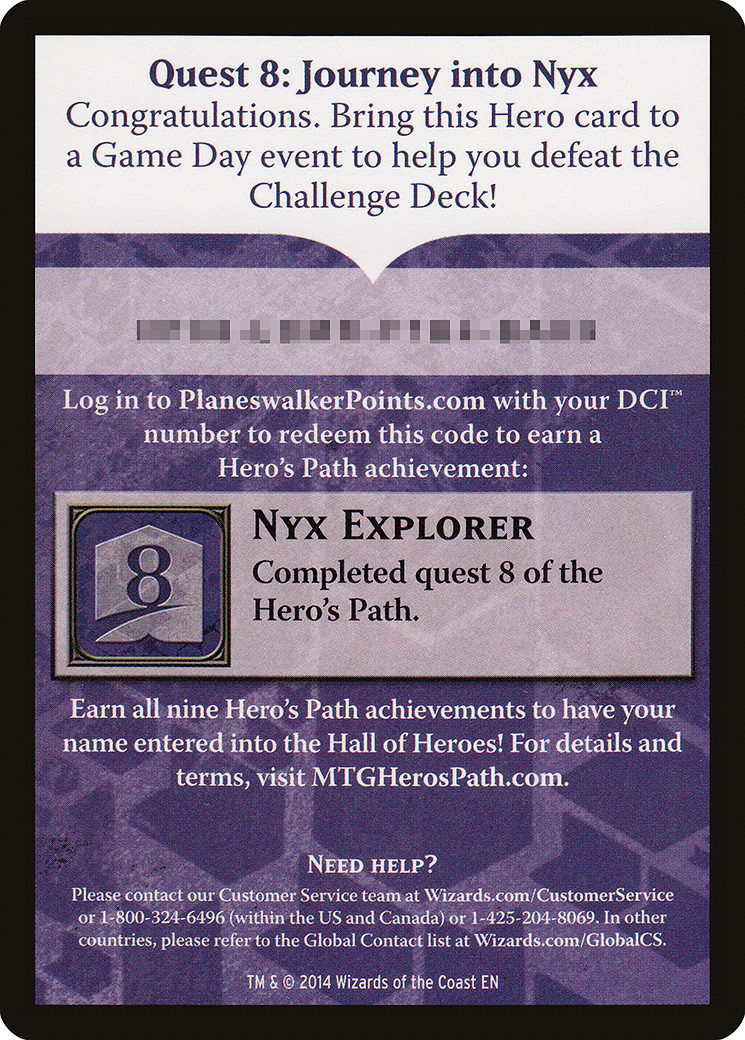 Quest 8: Journey into Nyx
Congratulations. Bring this Hero card to
a Game Day event to help you defeat the
Challenge Deck!
Log in to PlaneswalkerPoints.com with your DCI™
number to redeem this code to earn a
Hero's Path achievement:
8
Nyx Explorer
Completed quest 8 of the
Hero's Path.
Earn all nine Hero's Path achievements to have your
name entered into the Hall of Heroes! For details and
terms, visit MTGHerosPath.com.
Need help?
Please contact our Customer Service team at Wizards.com/CustomerService
or 1-800-324-6496 (within the US and Canada) or 1-425-204-8069. In other
countries, please refer to the Global Contact list at Wizards.com/GlobalCS.
TM & © 2014 Wizards of the Coast EN